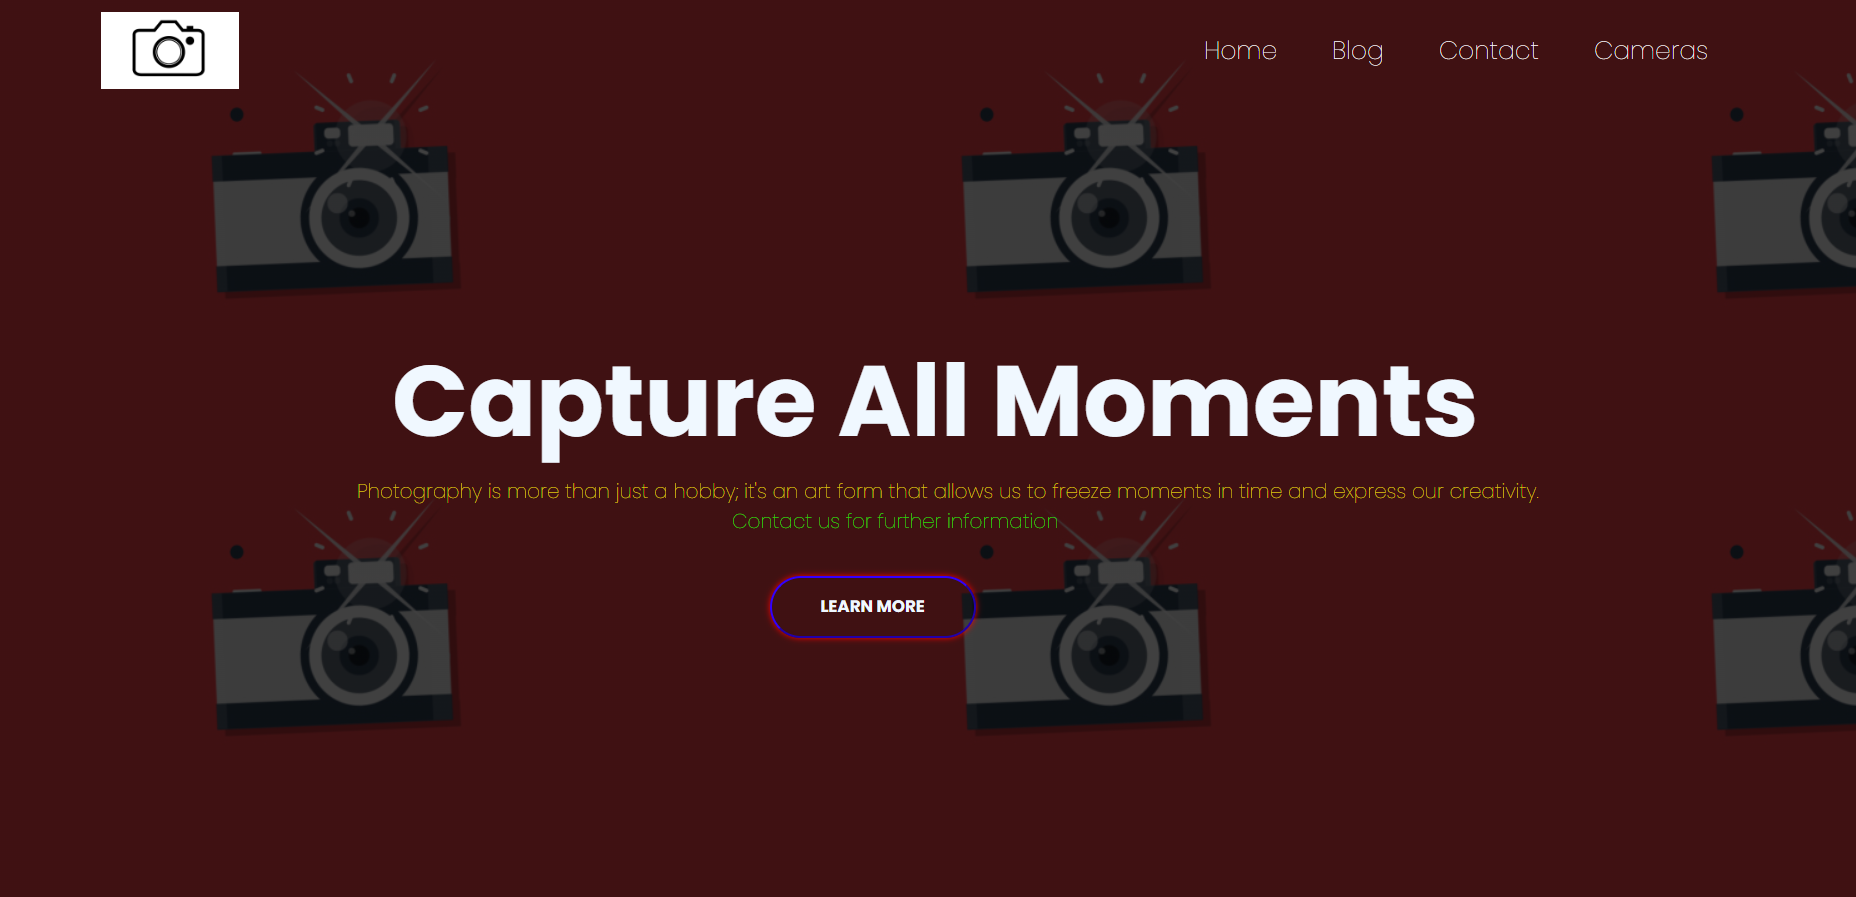 Home Blog Contact Cameras
Capture All Moments
Photography is more than just a hobby; it's an art form that allows us to freeze moments in time and express our creativity.
Contact us for further information
LEARN MORE